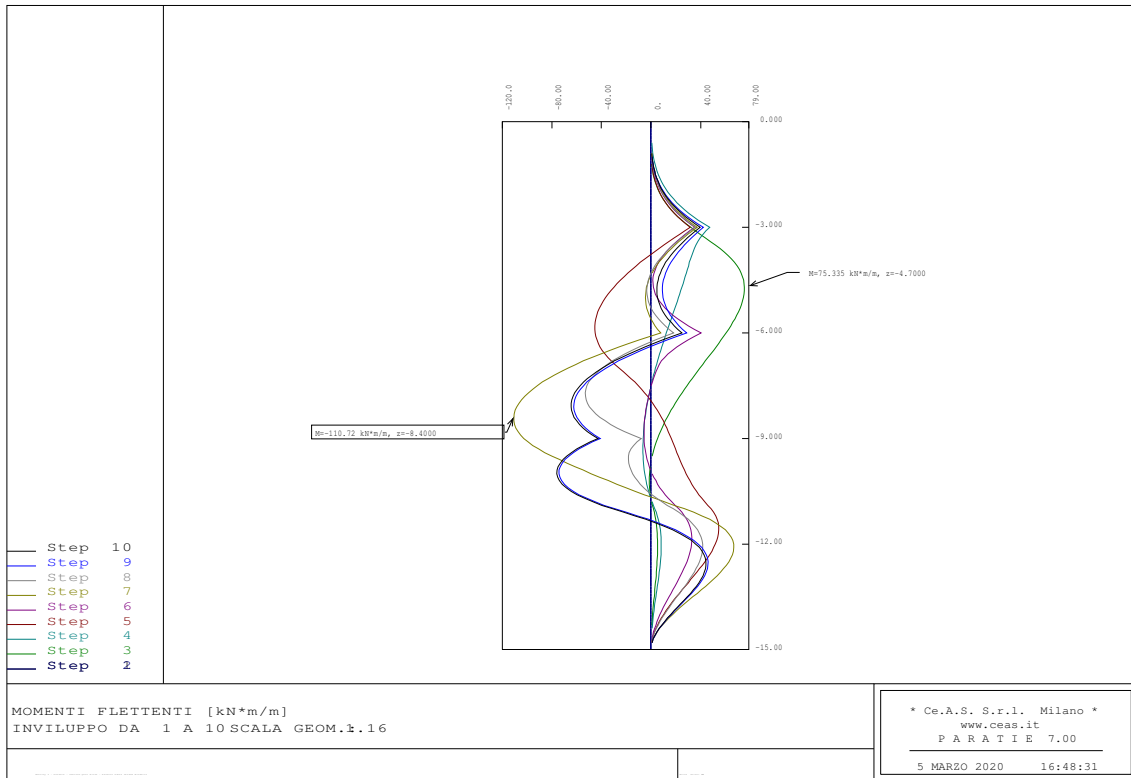 -120.0
-80.00
-40.00
0.
40.00
79.00
0.000
-3.000
M=75.335 kN*m/m, z=-4.7000
-6.000
M=-110.72 kN*m/m, z=-8.4000
-9.000
-12.00
-15.00
Step 10
Step 9
Step 8
Step 7
Step 6
Step 5
Step 4
Step 3
Step 2
MOMENTI FLETTENTI [kN*m/m]
INVILUPPO DA 1 A 10 SCALA GEOM.1:.16
* Ce.A.S. S.r.l. Milano *
www.ceas.it
P A R A T I E 7.00
5 MARZO 2020 16:48:31